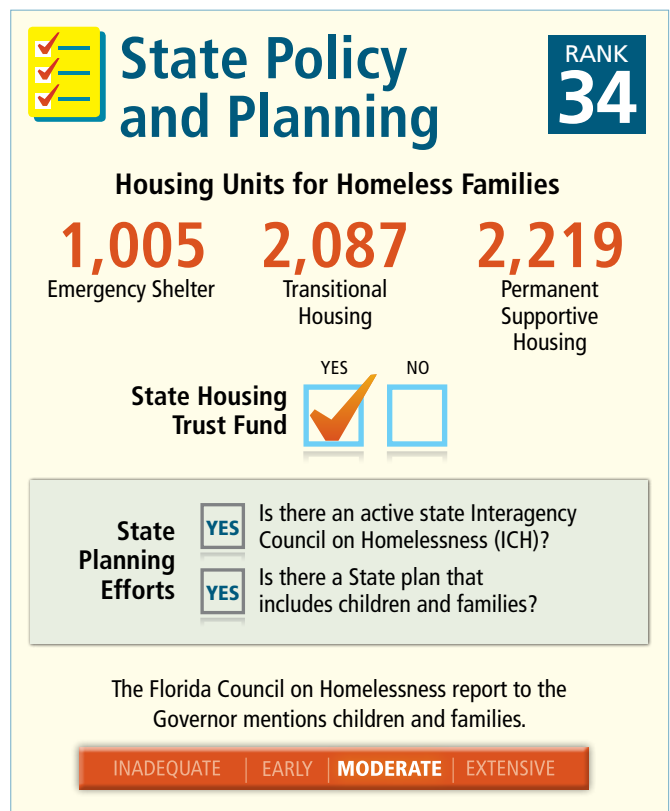 State Policy
and Planning
RANK
34
Housing Units for Homeless Families
1,005
Emergency Shelter
2,087
Transitional
Housing
2,219
Permanent
Supportive
Housing
YES NO
State Housing
Trust Fund
State
Planning
Efforts
YES
Is there an active state Interagency
Council on Homelessness (ICH)?
YES
Is there a State plan that
includes children and families?
The Florida Council on Homelessness report to the
Governor mentions children and families.
INADEQUATE | EARLY | MODERATE | EXTENSIVE